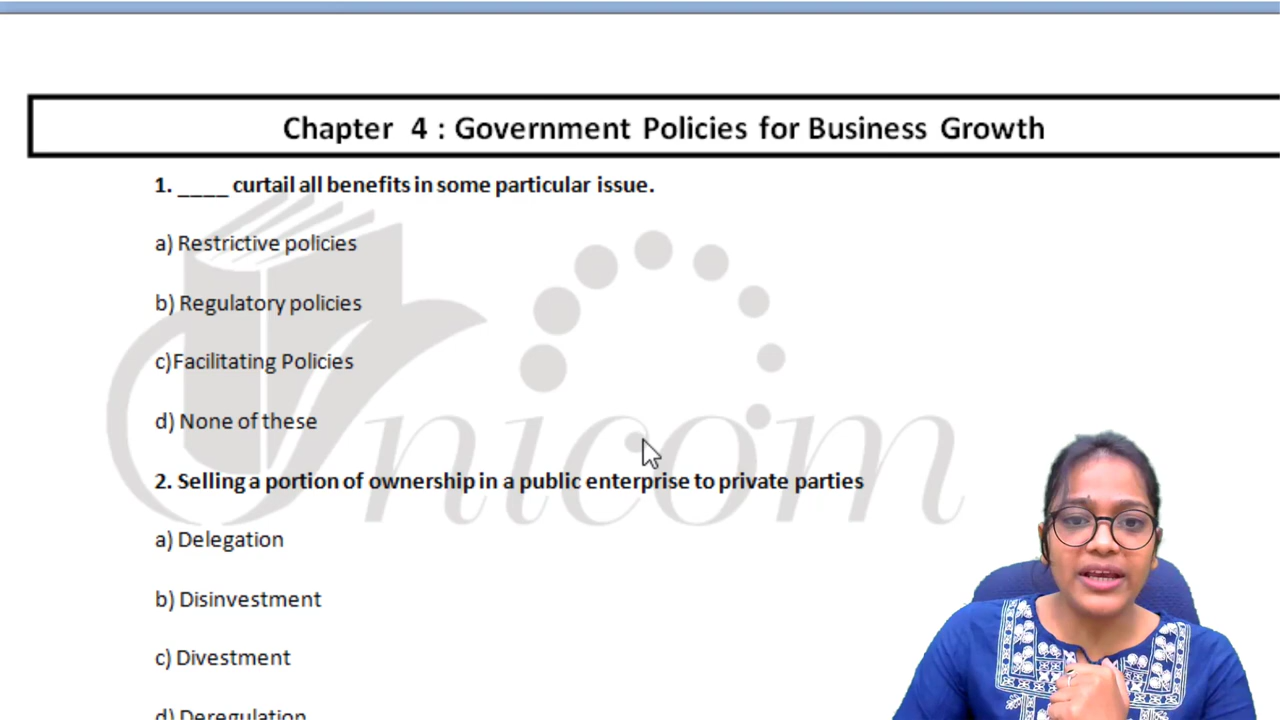 Chapter 4 : Government Policies for Business Growth
1. ____ curtail all benefits in some particular issue.
a) Restrictive policies
b) Regulatory policies
c)Facilitating Policies
d) None of these
2. Selling a portion of ownership in a public enterprise to private parties
a) Delegation
b) Disinvestment
c) Divestment
d) Deregulation
Unicom